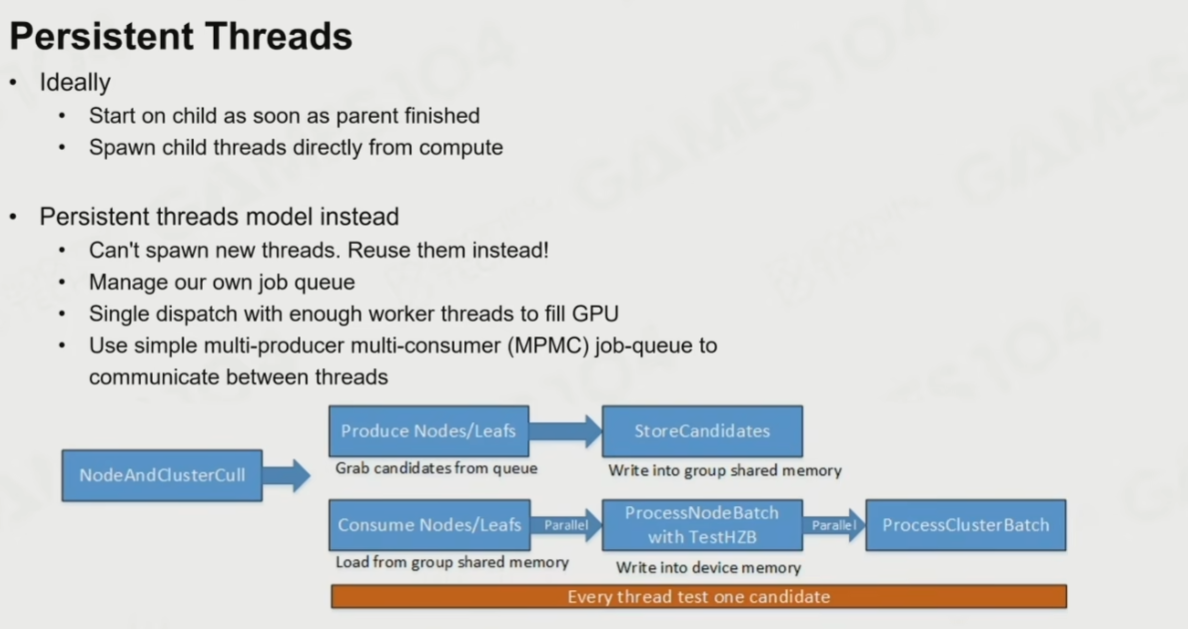 Persistent Threads
• Ideally
• Start on child as soon as parent finished
• Spawn child threads directly from compute
• Persistent threads model instead
• Can't spawn new threads. Reuse them instead!
• Manage our own job queue
• Single dispatch with enough worker threads to fill GPU
• Use simple multi-producer multi-consumer (MPMC) job-queue to
communicate between threads
NodeAndClusterCull
Produce Nodes/Leafs
StoreCandidates
Grab candidates from queue
Write into group shared memory
Consume Nodes/Leafs
Parallel
ProcessNodeBatch
with TestHZB
Parallel
ProcessClusterBatch
Load from group shared memory
Write into device memory
Every thread test one candidate
GAMES104
GAMES104
GAMES104